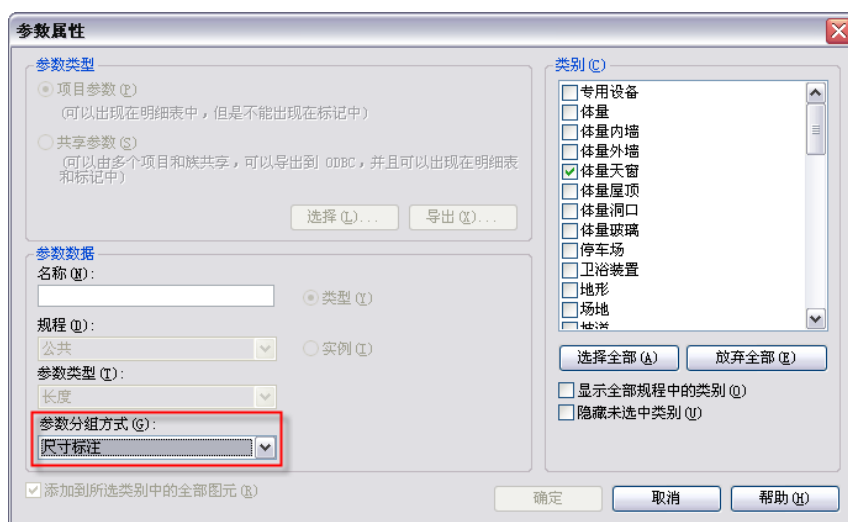 参数属性
参数类型
项目参数(P)
(可以出现在明细表中，但是不能出现在标记中)
共享参数(S)
(可以由多个项目和族共享，可以导出到 ODBC，并且可以出现在明细表
和标记中)
选择(L)...
导出(X)...
参数数据
名称(N):
类型(Y)
规程(D):
公共
实例(I)
参数类型(T):
长度
参数分组方式(G):
尺寸标注
添加到所选类别中的全部图元(R)
类别(C)
专用设备
体量
体量内墙
体量外墙
体量天窗
体量屋顶
体量洞口
体量玻璃
停车场
卫浴装置
地形
场地
坡道
选择全部(A)
放弃全部(E)
显示全部规程中的类别(O)
隐藏未选中类别(U)
确定
取消
帮助(H)